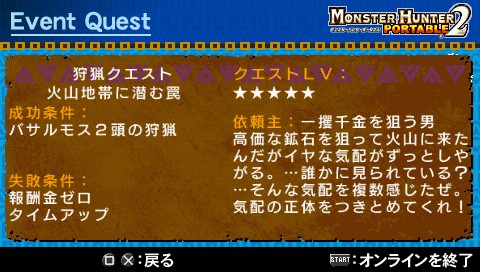 Event Quest
MONSTER HUNTER
PORTABLE 2
狩猟クエスト
火山地帯に潜む罠
成功条件：
バサルモス２頭の狩猟
失敗条件：
報酬金ゼロ
タイムアップ
クエストＬＶ：
★★★★★
依頼主：一攫千金を狙う男
高価な鉱石を狙って火山に来た
んだがイヤな気配がずっとしや
がる。…誰かに見られている？
…そんな気配を複数感じたぜ。
気配の正体をつきとめてくれ！
:戻る
START:オンラインを終了